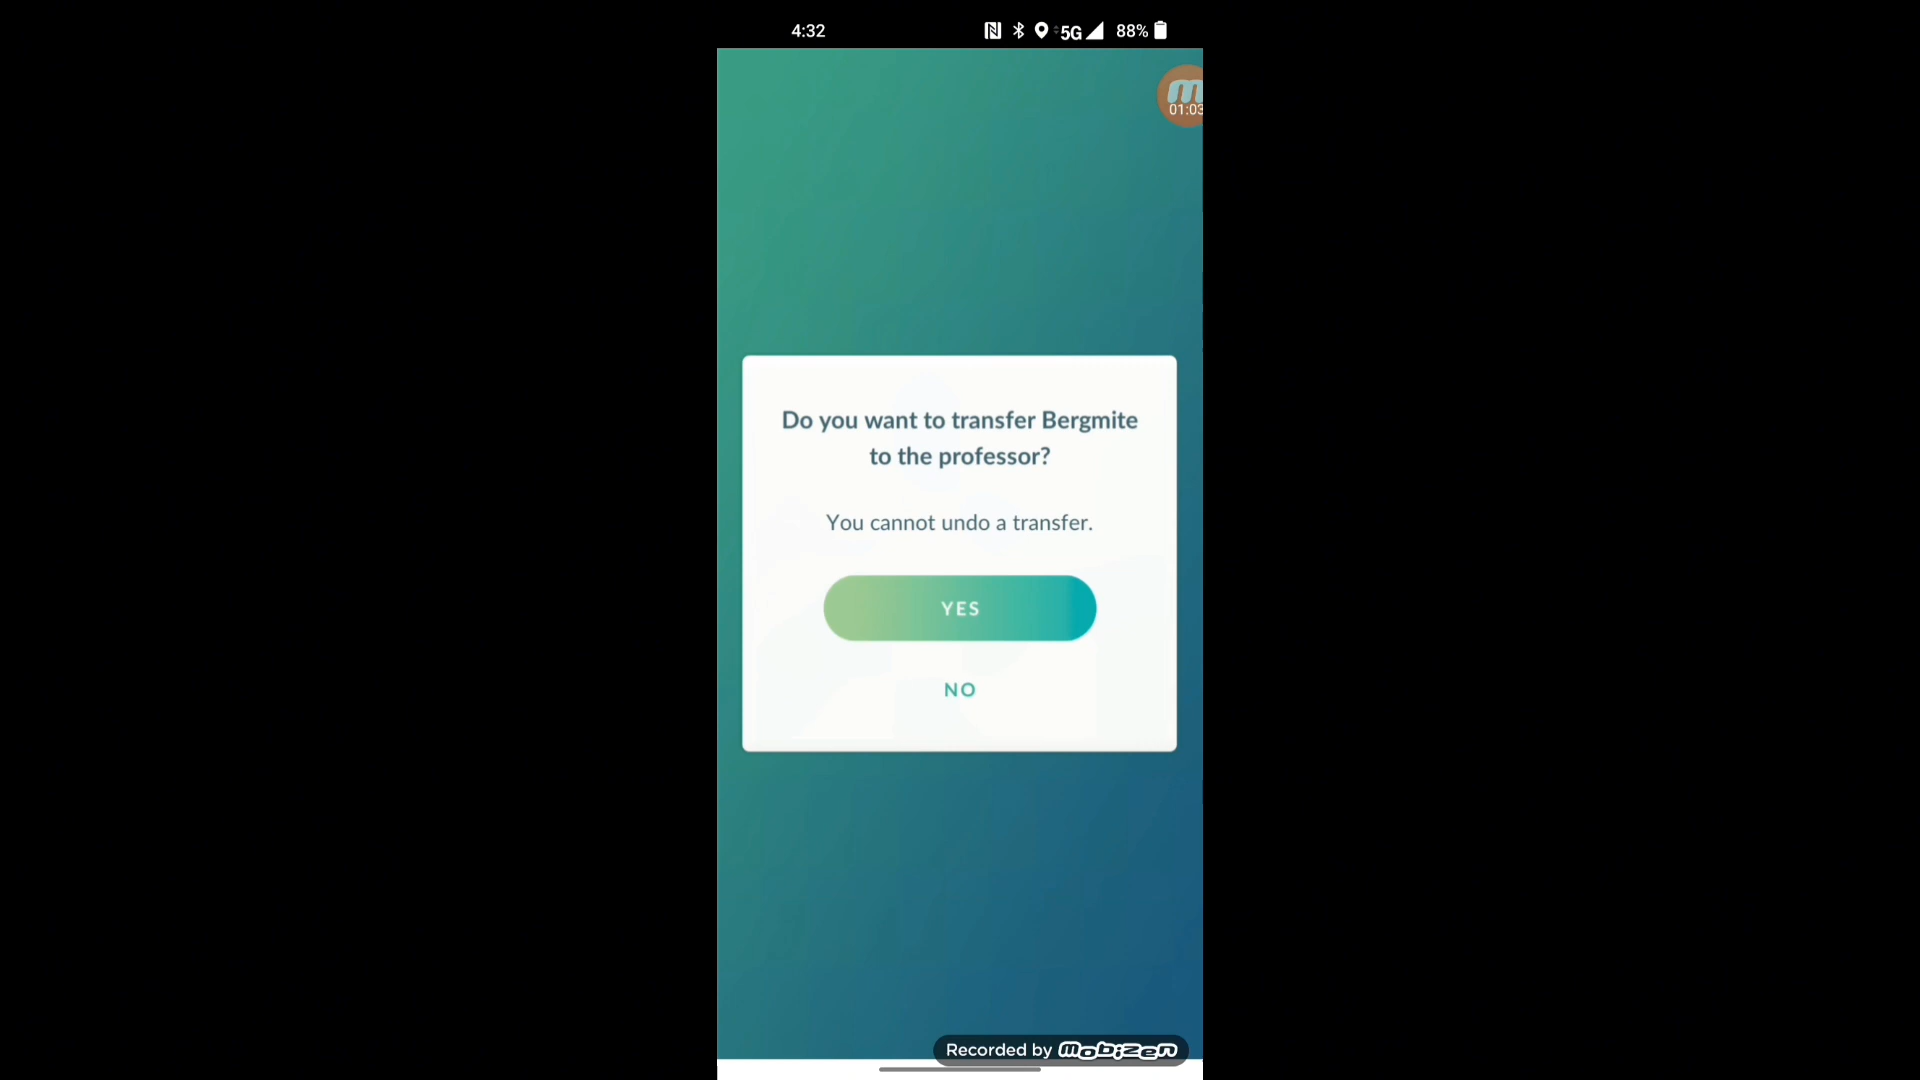 4:32
5G
88%
01:03
Do you want to transfer Bergmite
to the professor?
You cannot undo a transfer.
YES
NO
Recorded by mobizen